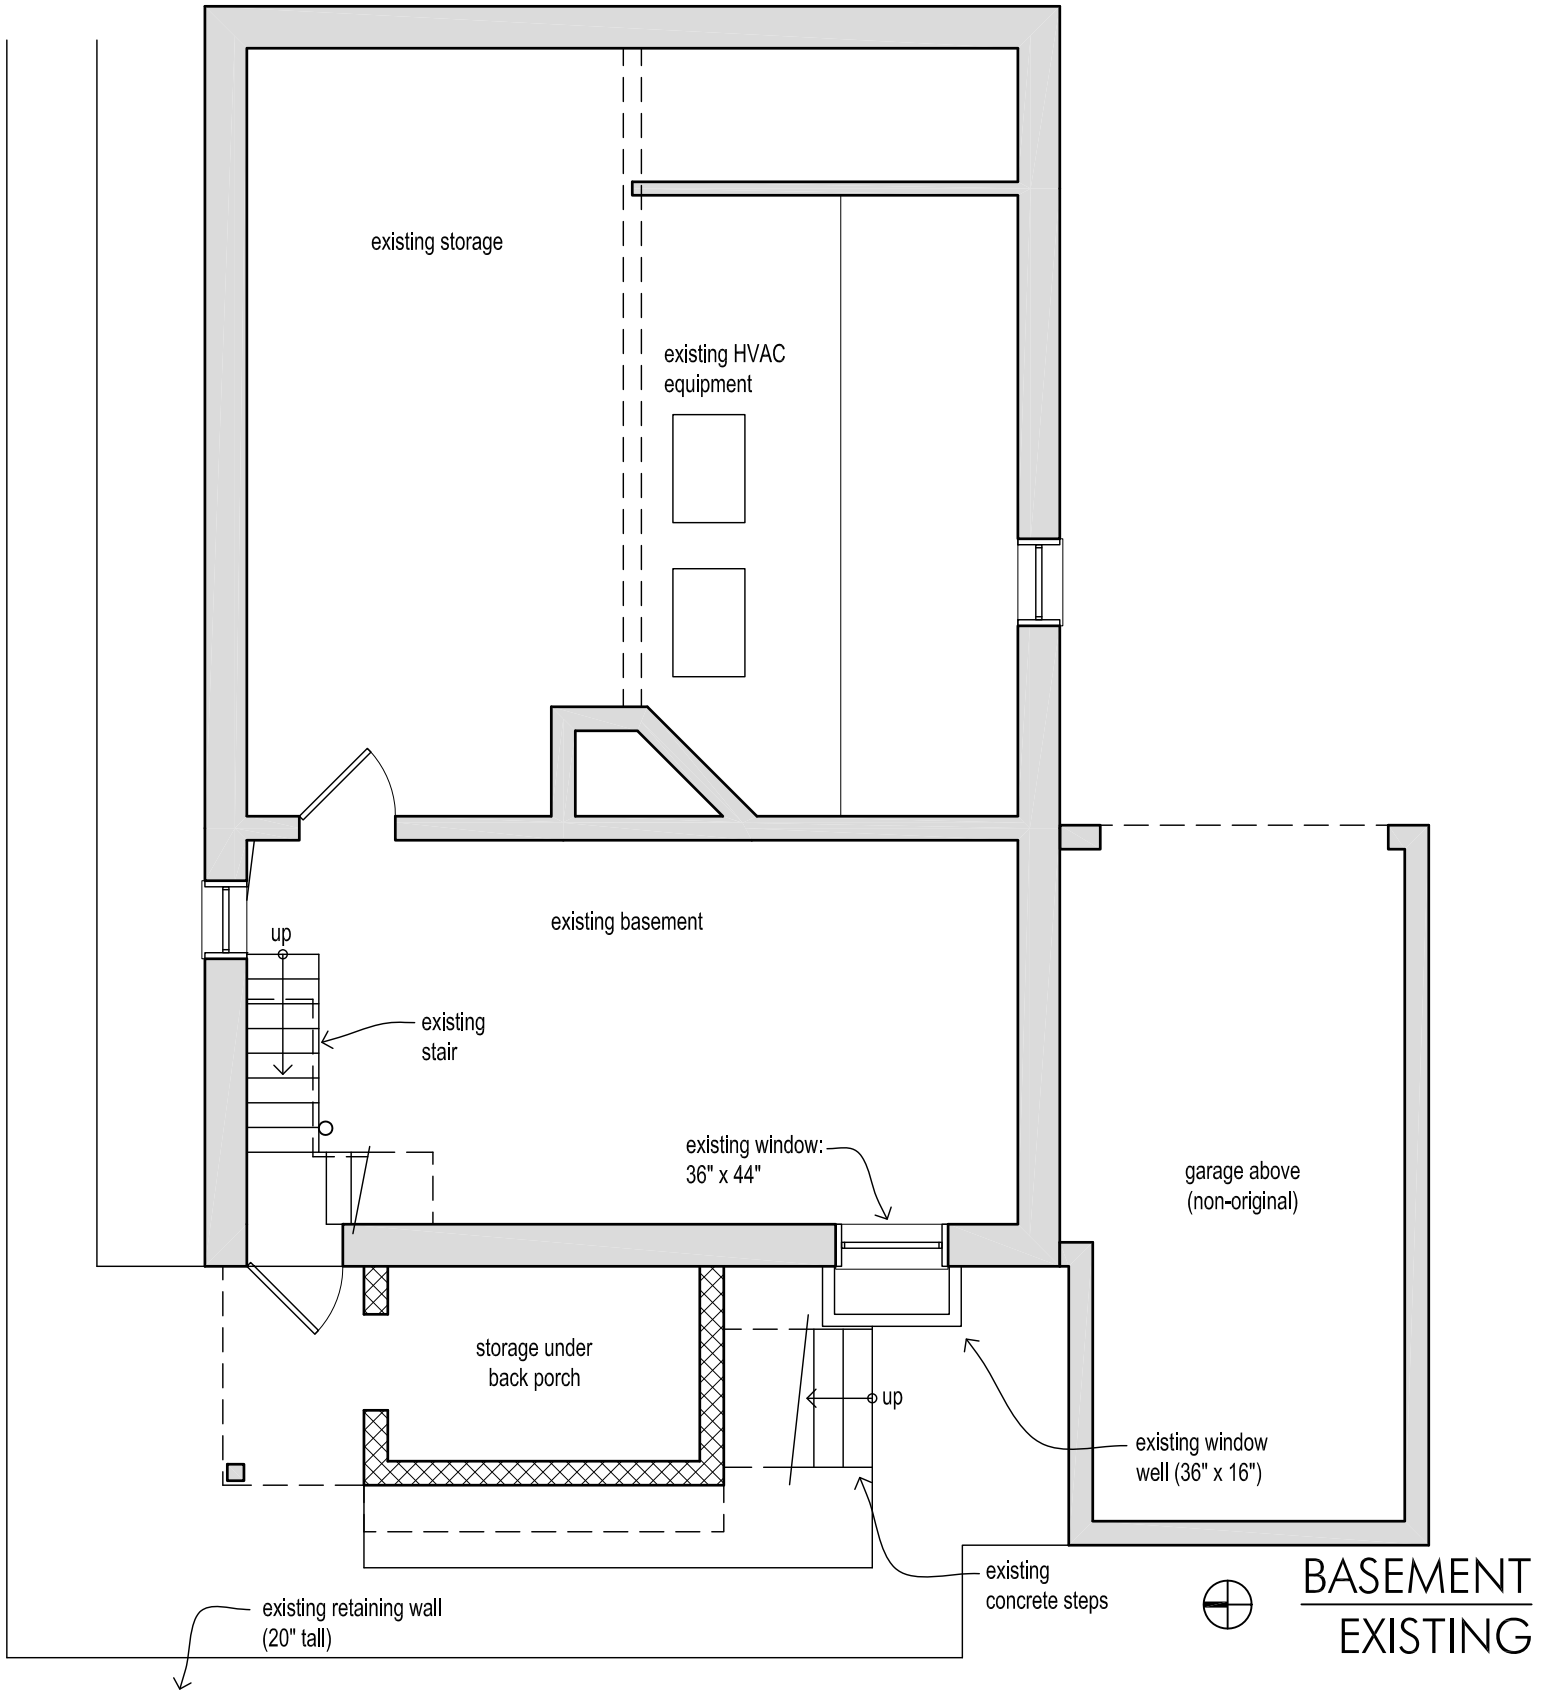 existing storage
existing HVAC
equipment
existing basement
up
existing
stair
existing window:
36" x 44"
garage above
(non-original)
storage under
back porch
up
existing window
well (36" x 16")
existing
concrete steps
existing retaining wall
(20" tall)
BASEMENT
EXISTING